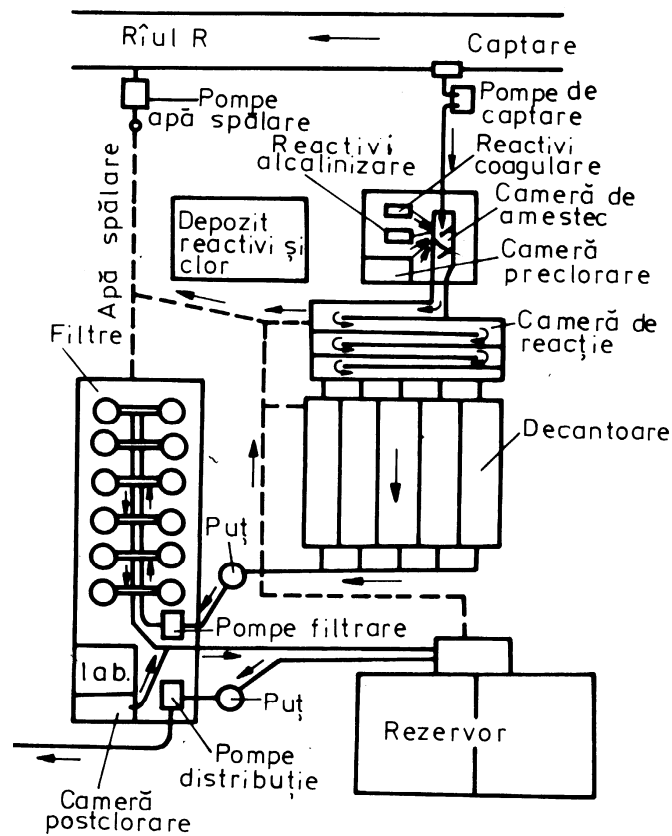 Rîul R
Captare
Pompe
apă spălare
Pompe de
captare
Reactivi
alcalinizare
Reactivi
coagulare
Cameră de
amestec
Depozit
reactivi și
clor
Cameră
preclorare
Apă spălare
Filtre
Cameră de
reacție
Decantoare
Puț
Pompe filtrare
lab.
Puț
Rezervor
Pompe
distribuție
Cameră
postclorare